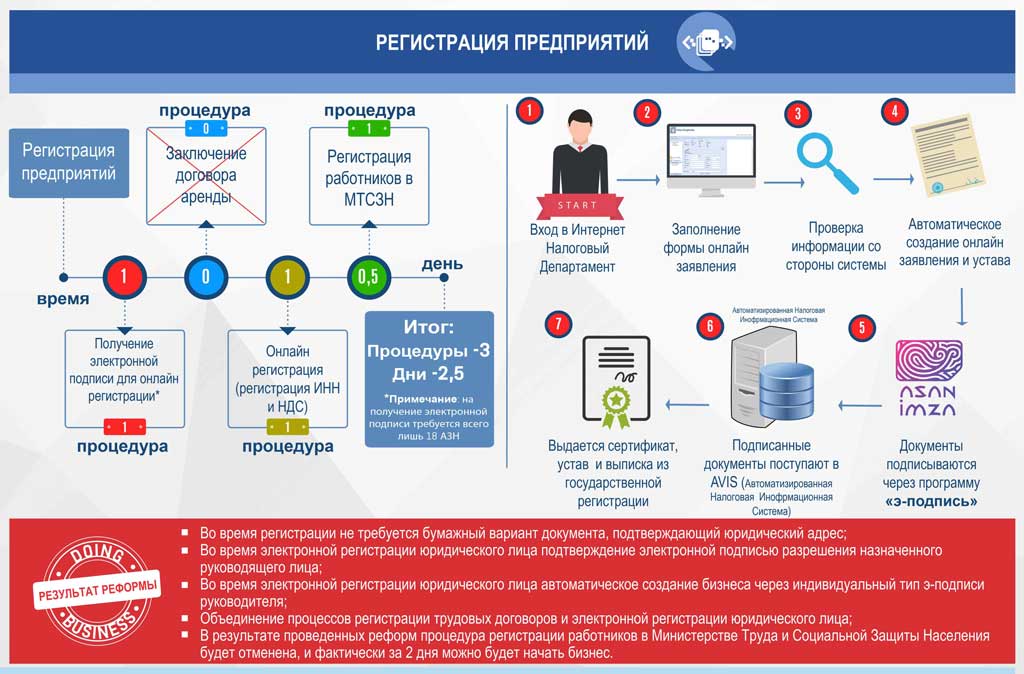 РЕГИСТРАЦИЯ ПРЕДПРИЯТИЙ
Регистрация
предприятий
процедура
0
Заключение
договора
аренды
процедура
1
Регистрация
работников в
МТСЗН
время
1
0
1
0,5
день
Получение
электронной
подписи для онлайн
регистрации*
1
процедура
Онлайн
регистрация
(регистрация ИНН
и НДС)
1
процедура
Итог:
Процедуры -3
Дни -2,5
*Примечание: на
получение электронной
подписи требуется всего
лишь 18 АЗН
1
START
Вход в Интернет
Налоговый
Департамент
2
Заполнение
формы онлайн
заявления
3
Проверка
информации со
стороны системы
4
Автоматическое
создание онлайн
заявления и устава
5
ASAN
İMZA
Документы
подписываются
через программу
«э-подпись»
6
Автоматизированная Налоговая
Инофрмационная Система
Подписанные
документы поступают в
AVIS (Автоматизированная
Налоговая Инофрмационная
Система)
7
Выдается сертификат,
устав и выписка из
государственной
регистрации
DOING
РЕЗУЛЬТАТ РЕФОРМЫ
BUSINESS
Во время регистрации не требуется бумажный вариант документа, подтверждающий юридический адрес;
Во время электронной регистрации юридического лица подтверждение электронной подписью разрешения назначенного
руководящего лица;
Во время электронной регистрации юридического лица автоматическое создание бизнеса через индивидуальный тип э-подписи
руководителя;
Объединение процессов регистрации трудовых договоров и электронной регистрации юридического лица;
В результате проведенных реформ процедура регистрации работников в Министерстве Труда и Социальной Защиты Населения
будет отменена, и фактически за 2 дня можно будет начать бизнес.